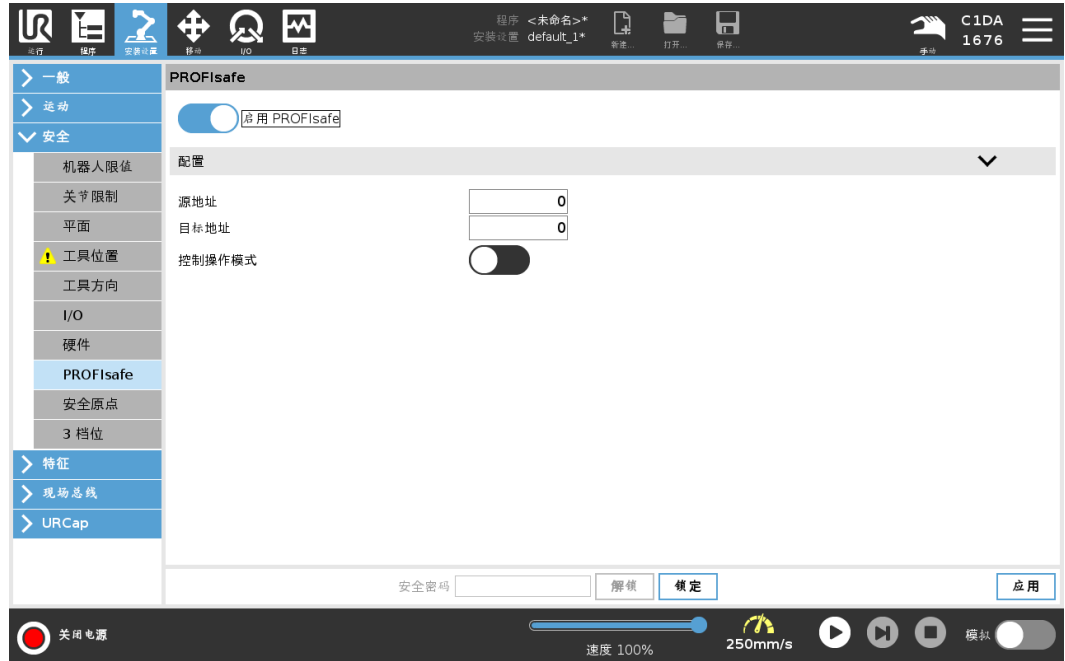 UR
运行
程序
安装设置
移动
I/O
日志
程序 <未命名>*
安装设置 default_1*
新建...
打开...
保存...
手动
C1DA
1676
一般
运动
安全
机器人限值
关节限制
平面
工具位置
工具方向
I/O
硬件
PROFIsafe
安全原点
3 档位
特征
现场总线
URCap
PROFIsafe
启用 PROFIsafe
配置
源地址 0
目标地址 0
控制操作模式
安全密码 解锁 锁定 应用
关闭电源
速度 100%
250mm/s
模拟